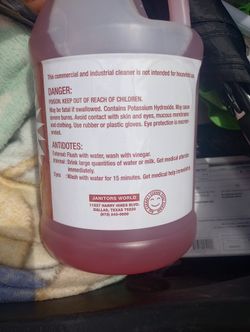 This commercial and industrial cleaner is not intended for household use.
DANGER:
POISON. KEEP OUT OF REACH OF CHILDREN.
May be fatal if swallowed. Contains Potassium Hydroxide. May cause
severe burns. Avoid contact with skin and eyes, mucous membranes
and clothing. Use rubber or plastic gloves. Eye protection is
ANTIDOTES:
External: Flush with water, wash with vinegar.
Internal: Drink large quantities of water or milk. Get medical attention
immediately.
Eyes: Wash with water for 15 minutes. Get medical help immediately.
JANITORS WORLD
11037 HARRY HINES BLVD.
DALLAS, TEXAS